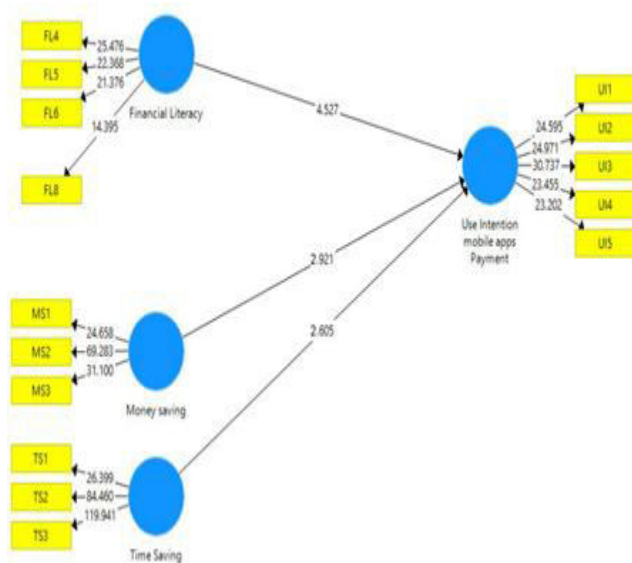 FL4
25.476
FL5
22.368
FL6
21.376
14.395
FL8
Financial Literacy
4.527
UI1
24.595
UI2
24.971
UI3
30.737
UI4
23.455
UI5
23.202
Use Intention
mobile apps
Payment
2.921
2.605
MS1
24.658
MS2
69.283
MS3
31.100
Money saving
TS1
26.399
TS2
84.460
TS3
119.941
Time Saving